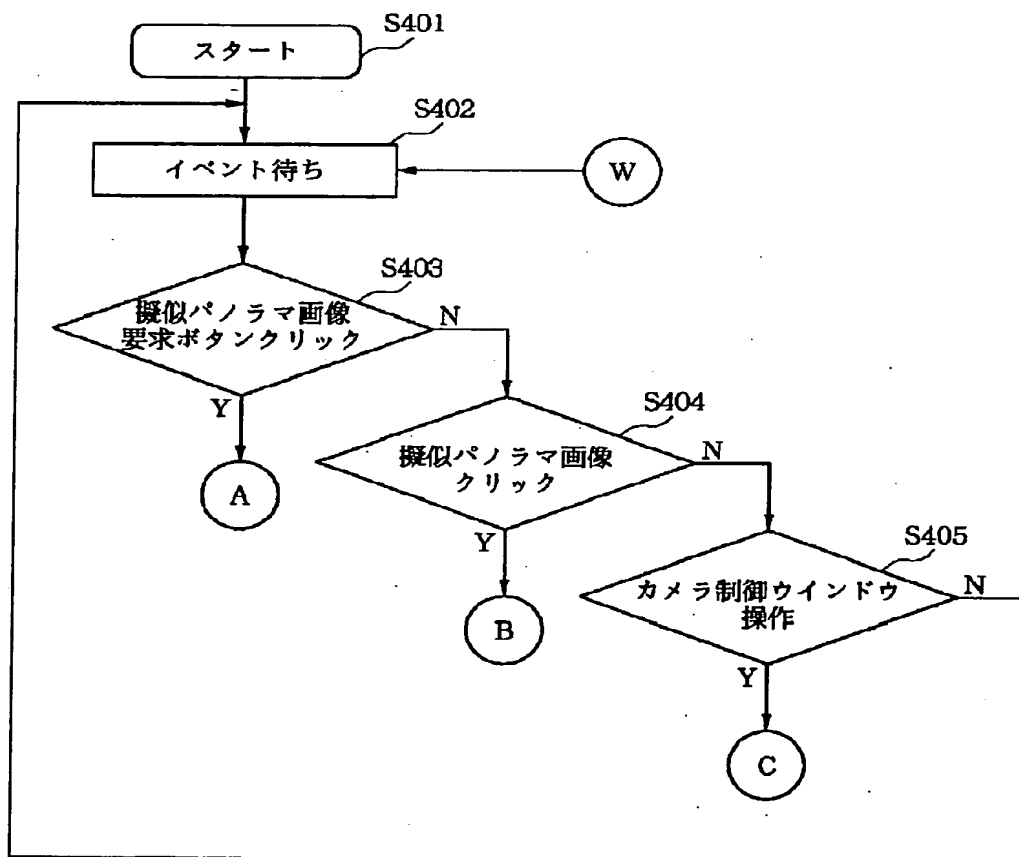 S401
スタート
S402
イベント待ち
W
S403
擬似パノラマ画像
要求ボタンクリック
N
Y
A
S404
擬似パノラマ画像
クリック
N
Y
B
S405
カメラ制御ウインドウ
操作
N
Y
C